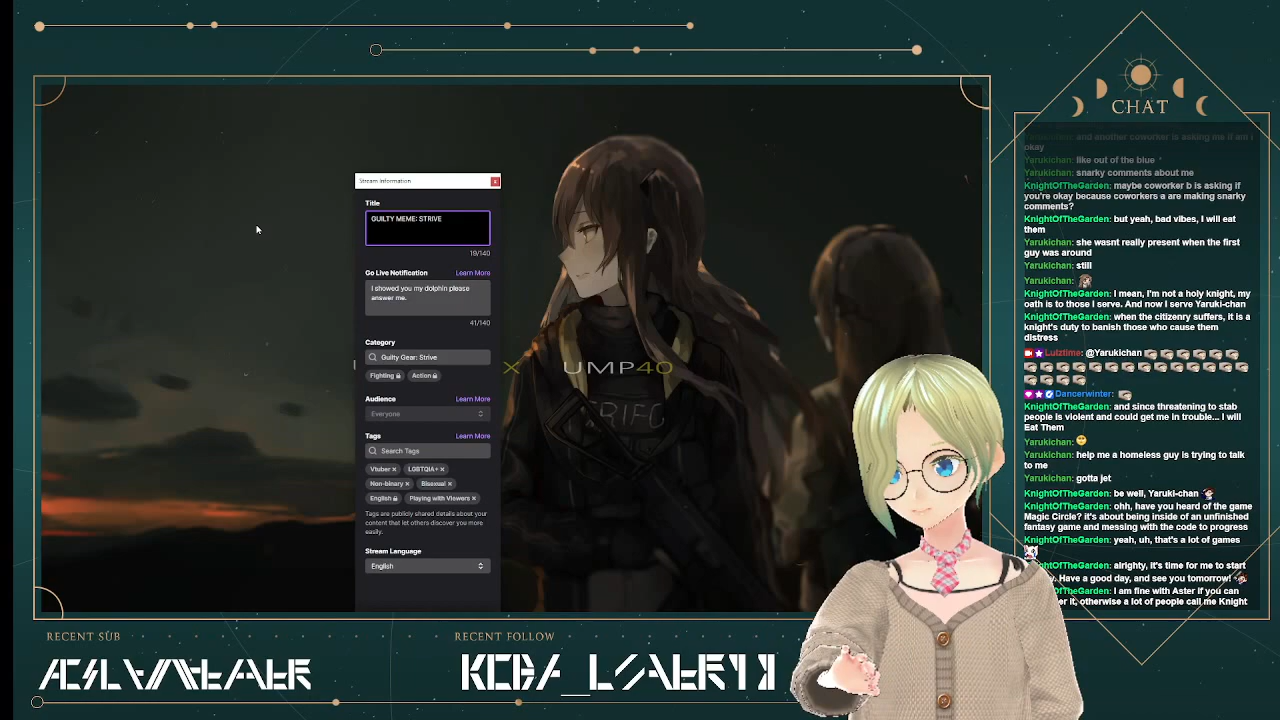 CHAT
and another coworker is asking me if am i
okay
Yarukichan: like out of the blue "
Yarukichan: snarky comments about me
KnightOfTheGarden: maybe coworker b is asking if
you're okay because coworkers a are making snarky
comments?
KnightOfTheGarden: but yeah, bad vibes, I will eat
them
Yarukichan: she wasnt really present when the first
guy was around
Yarukichan: still
Yarukichan:
KnightOfTheGarden: I mean, I'm not a holy knight, my
oath is to those I serve. And now I serve Yaruki-chan
KnightOfTheGarden: when the citizenry suffers, it is a
knight's duty to banish those who cause them
distress
Lulztime: @Yarukichan
Dancerwinter:
KnightOfTheGarden: and since threatening to stab
people is violent and could get me in trouble... I will
Eat Them
Yarukichan:
Yarukichan: help me a homeless guy is trying to talk
to me
Yarukichan: gotta jet
KnightOfTheGarden: be well, Yaruki-chan
KnightOfTheGarden: ohh, have you heard of the game
Magic Circle? it's about being inside of an unfinished
fantasy game and messing with the code to progress
KnightOfTheGarden: yeah, uh, that's a lot of games
KnightOfTheGarden: alrighty, it's time for me to start
Have a good day, and see you tomorrow!
KnightOfTheGarden: I am fine with Aster if you can
it, otherwise a lot of people call me Knight
Stream Information
Title
GUILTY MEME: STRIVE
19/140
Go Live Notification Learn More
I showed you my dolphin please
answer me.
41/140
Category
Guilty Gear: Strive
Fighting Action
Audience Learn More
Everyone
Tags Learn More
Search Tags
Vtuber × LGBTQIA+ ×
Non-binary × Bisexual ×
English Playing with Viewers ×
Tags are publicly shared details about your
content that let others discover you more
easily.
Stream Language
English
X UMP40
RECENT SUB
RECENT FOLLOW